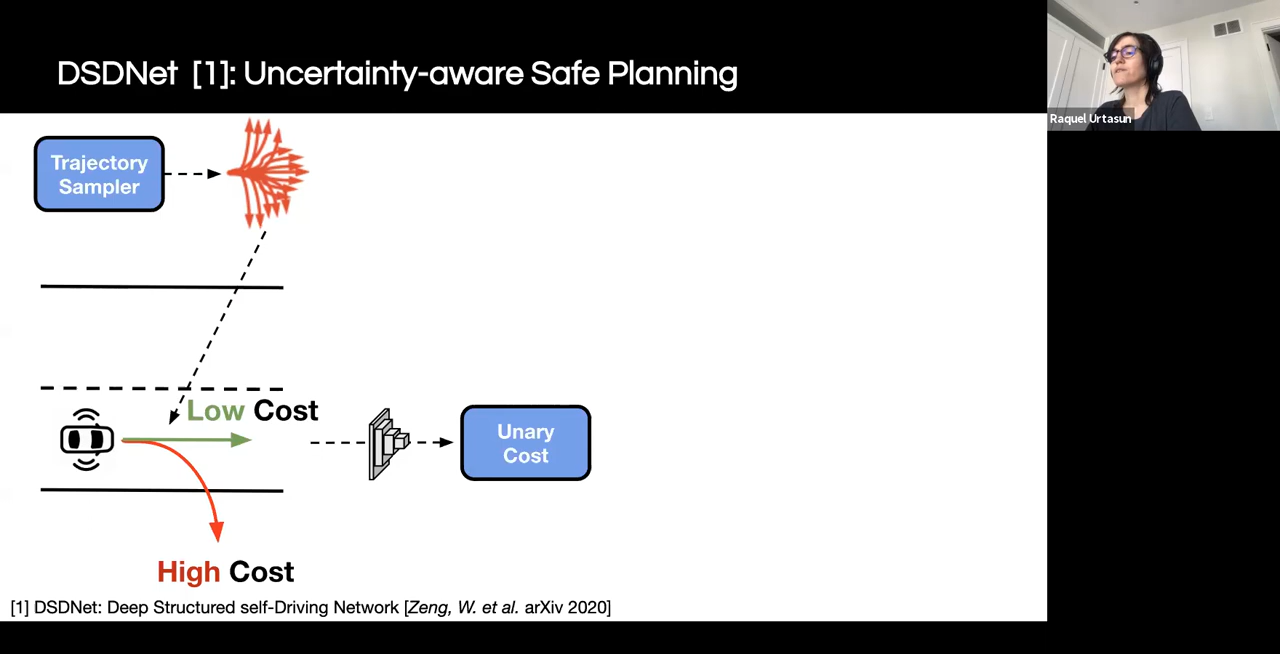 DSDNet [1]: Uncertainty-aware Safe Planning
Raquel Urtasun
Trajectory
Sampler
Low Cost
Unary
Cost
High Cost
[1] DSDNet: Deep Structured self-Driving Network [Zeng, W. et al. arXiv 2020]